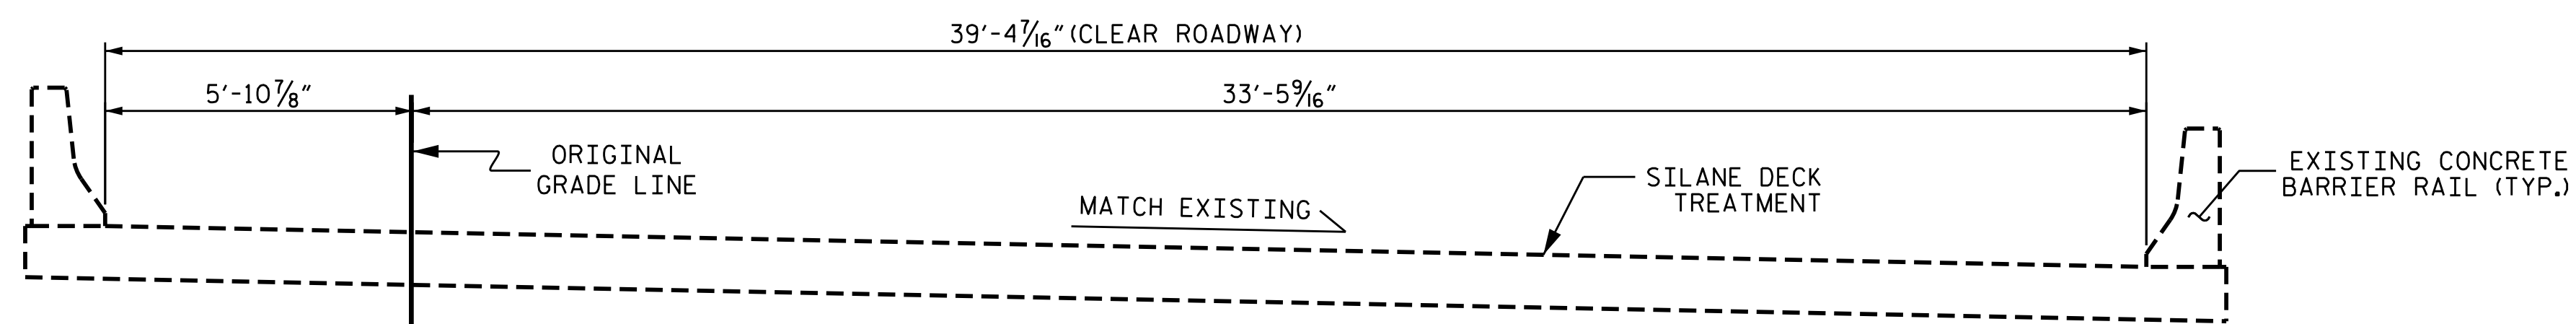 39'-4 7/16" (CLEAR ROADWAY)
5'-10 7/8"
33'-5 9/16"
ORIGINAL
GRADE LINE
MATCH EXISTING
SILANE DECK
TREATMENT
EXISTING CONCRETE
BARRIER RAIL (TYP.)